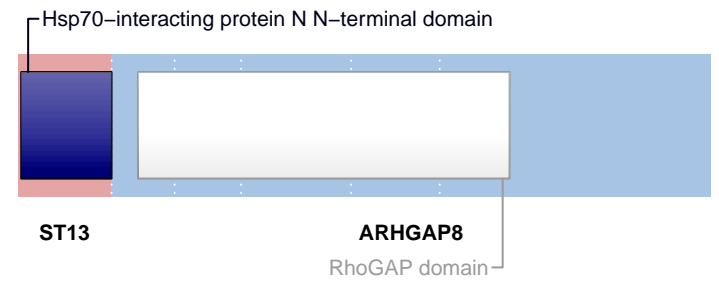 Hsp70−interacting protein N N−terminal domain
ST13
ARHGAP8
RhoGAP domain